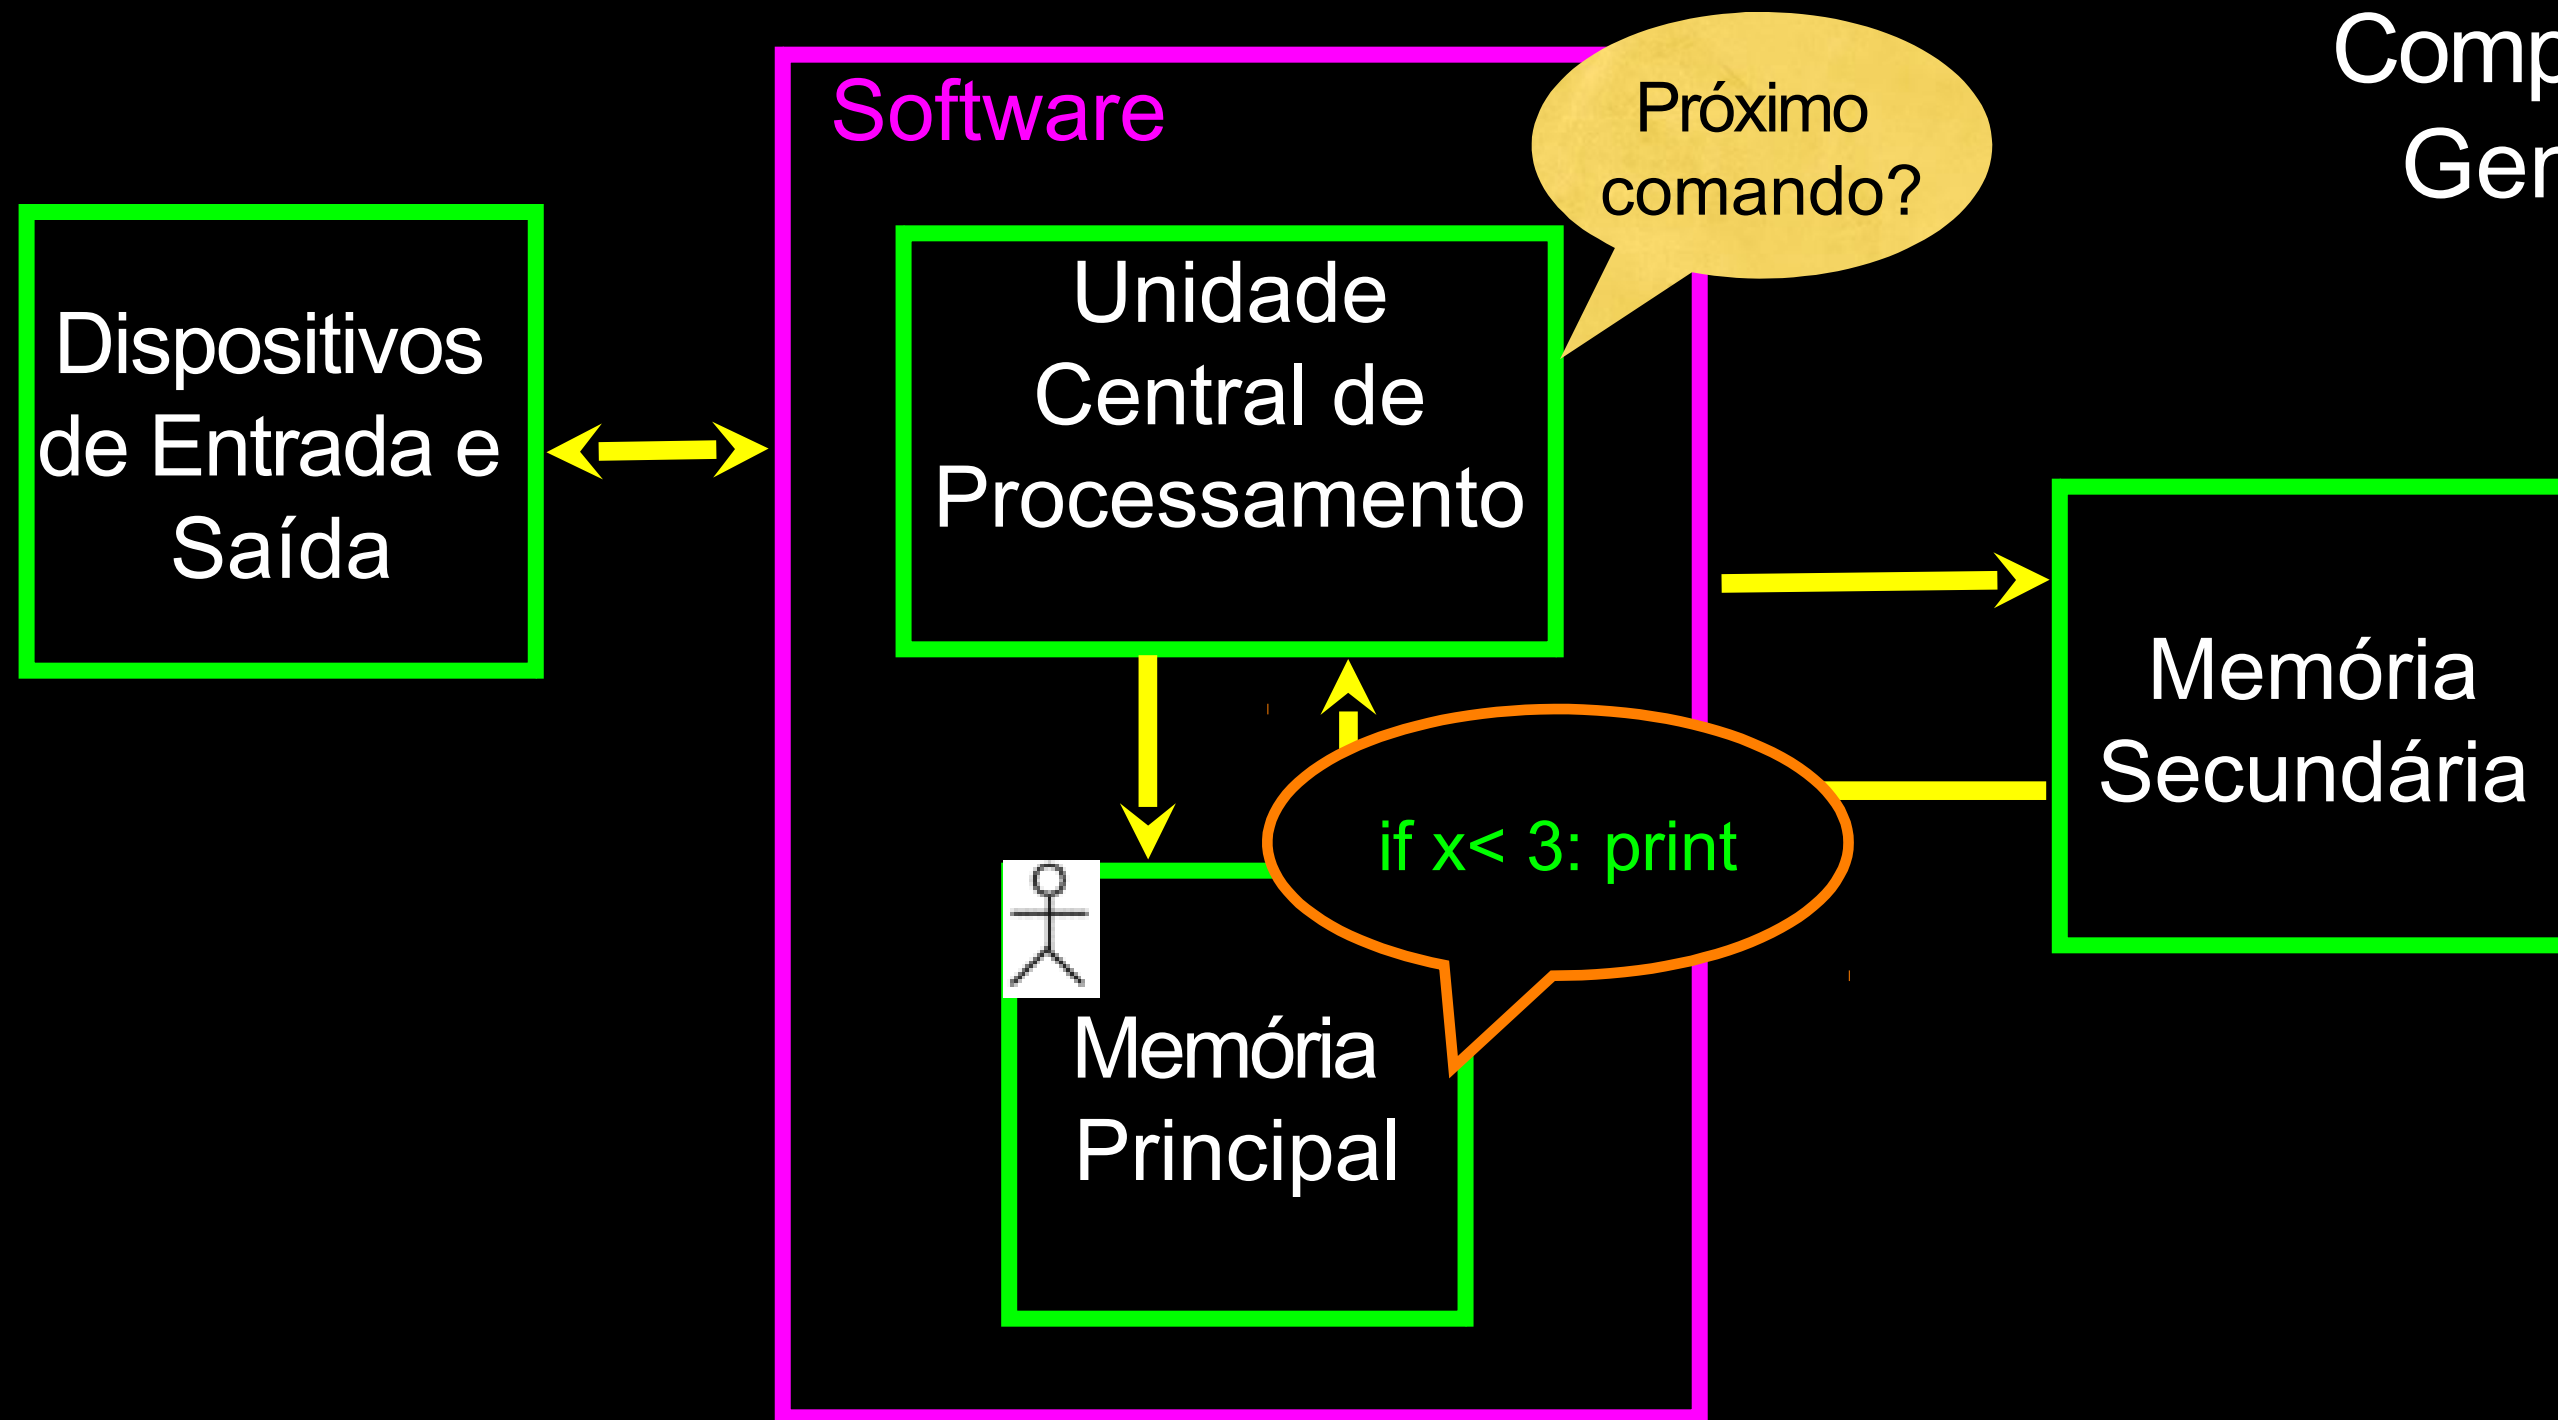 Software
Próximo
comando?
Dispositivos
de Entrada e
Saída
Unidade
Central de
Processamento
if x< 3: print
Memória
Principal
Memória
Secundária